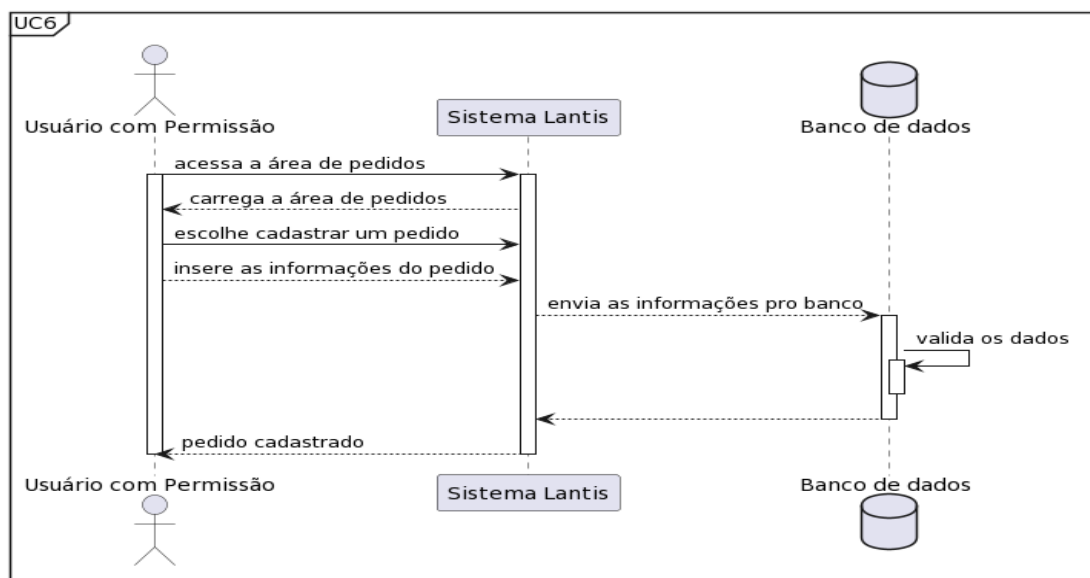 UC6
Usuário com Permissão
Sistema Lantis
Banco de dados
acessa a área de pedidos
carrega a área de pedidos
escolhe cadastrar um pedido
insere as informações do pedido
envia as informações pro banco
valida os dados
pedido cadastrado
Usuário com Permissão
Sistema Lantis
Banco de dados